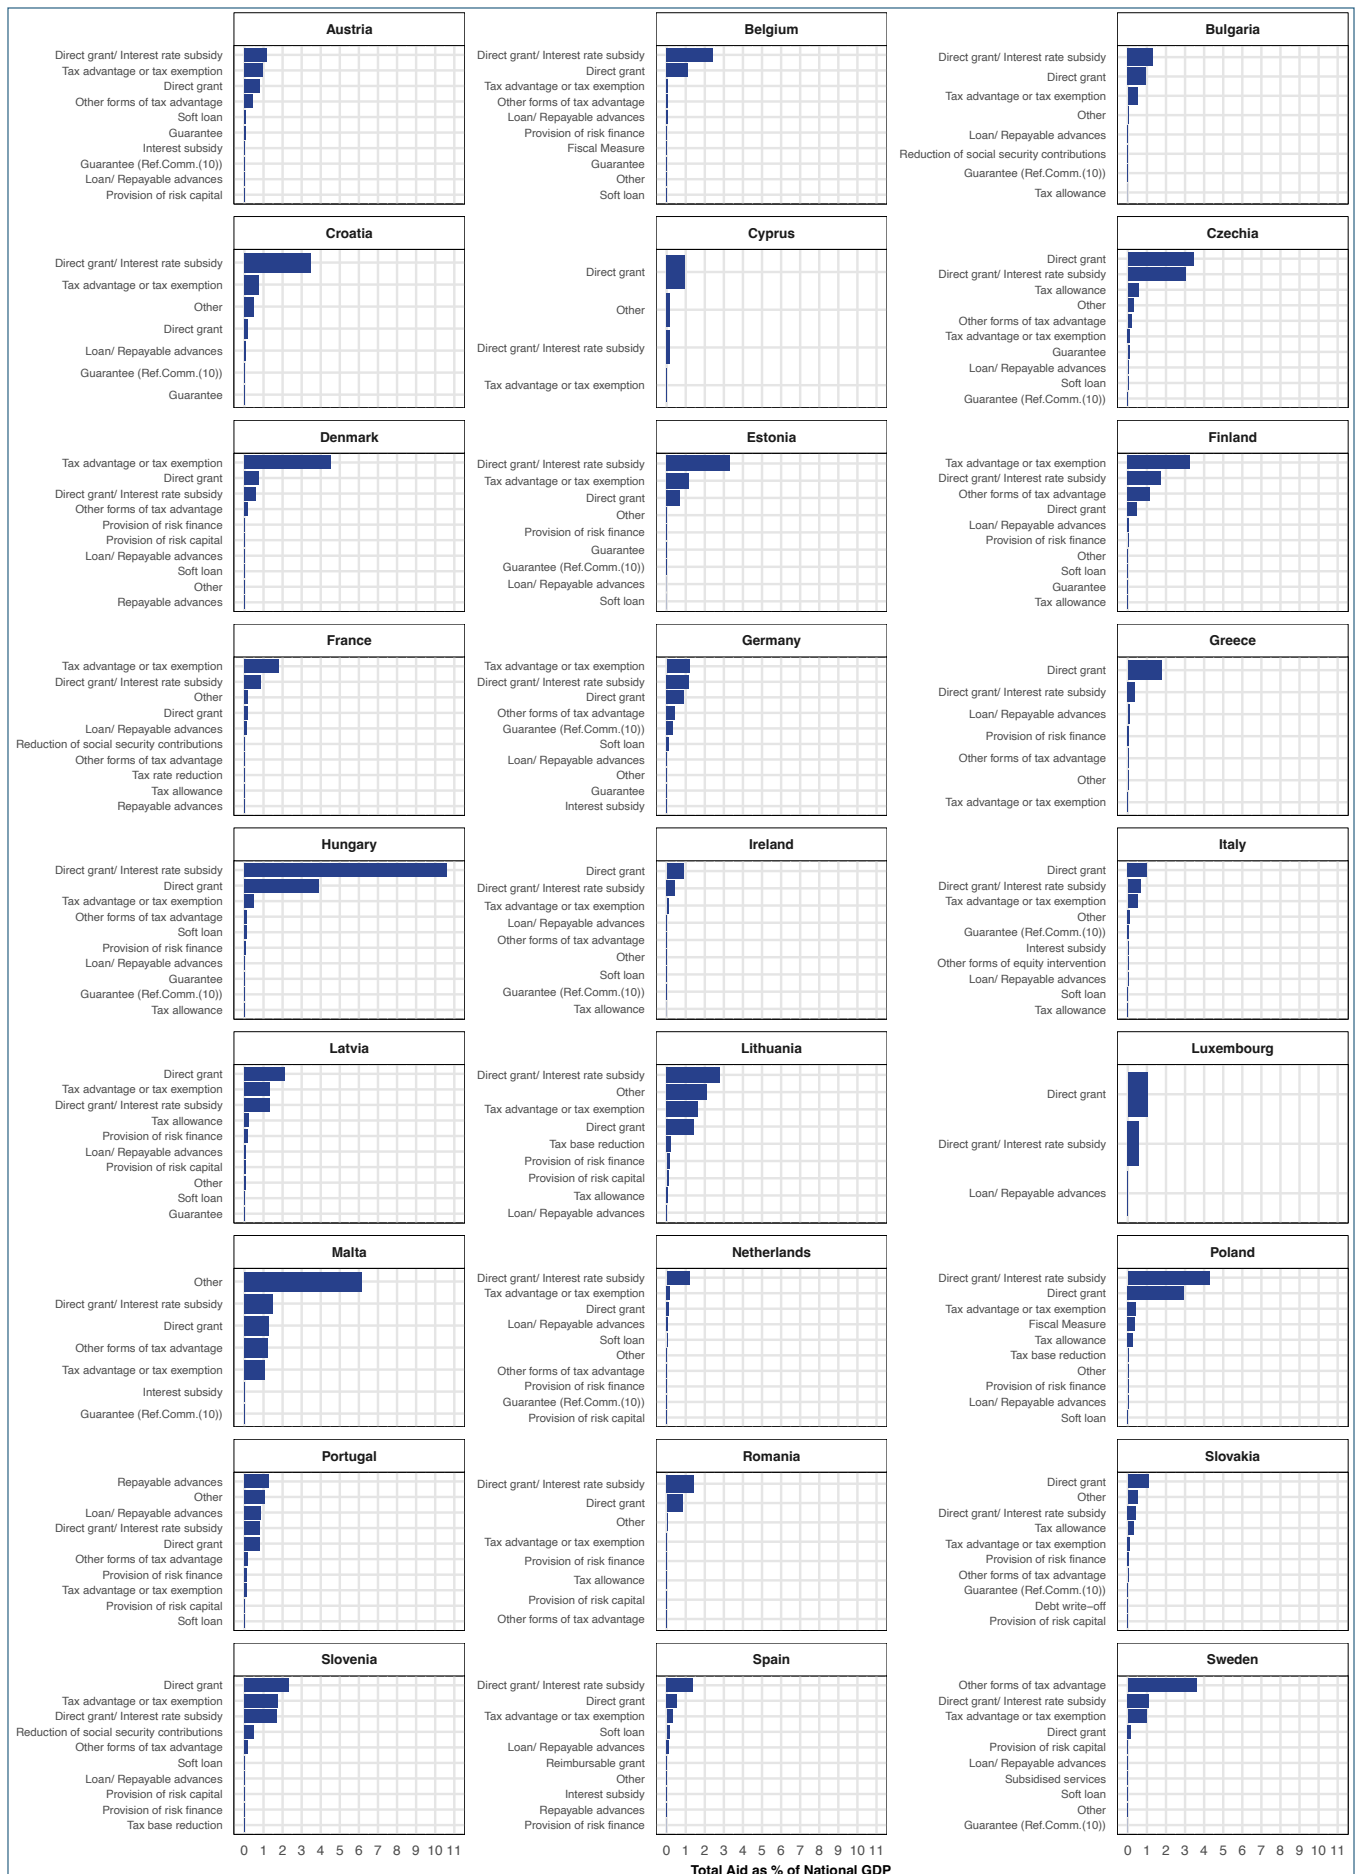 Austria
Direct grant/ Interest rate subsidy
Tax advantage or tax exemption
Direct grant
Other forms of tax advantage
Soft loan
Guarantee
Interest subsidy
Guarantee (Ref.Comm.(10))
Loan/ Repayable advances
Provision of risk capital
Belgium
Direct grant/ Interest rate subsidy
Direct grant
Tax advantage or tax exemption
Other forms of tax advantage
Loan/ Repayable advances
Provision of risk finance
Fiscal Measure
Guarantee
Other
Soft loan
Bulgaria
Direct grant/ Interest rate subsidy
Direct grant
Tax advantage or tax exemption
Other
Loan/ Repayable advances
Reduction of social security contributions
Guarantee (Ref.Comm.(10))
Tax allowance
Croatia
Direct grant/ Interest rate subsidy
Tax advantage or tax exemption
Other
Direct grant
Loan/ Repayable advances
Guarantee (Ref.Comm.(10))
Guarantee
Cyprus
Direct grant
Other
Direct grant/ Interest rate subsidy
Tax advantage or tax exemption
Czechia
Direct grant
Direct grant/ Interest rate subsidy
Tax allowance
Other
Other forms of tax advantage
Tax advantage or tax exemption
Guarantee
Loan/ Repayable advances
Soft loan
Guarantee (Ref.Comm.(10))
Denmark
Tax advantage or tax exemption
Direct grant
Direct grant/ Interest rate subsidy
Other forms of tax advantage
Provision of risk finance
Provision of risk capital
Loan/ Repayable advances
Soft loan
Other
Repayable advances
Estonia
Direct grant/ Interest rate subsidy
Tax advantage or tax exemption
Direct grant
Other
Provision of risk finance
Guarantee
Guarantee (Ref.Comm.(10))
Loan/ Repayable advances
Soft loan
Finland
Tax advantage or tax exemption
Direct grant/ Interest rate subsidy
Other forms of tax advantage
Direct grant
Loan/ Repayable advances
Provision of risk finance
Other
Soft loan
Guarantee
Tax allowance
France
Tax advantage or tax exemption
Direct grant/ Interest rate subsidy
Other
Direct grant
Loan/ Repayable advances
Reduction of social security contributions
Other forms of tax advantage
Tax rate reduction
Tax allowance
Repayable advances
Germany
Tax advantage or tax exemption
Direct grant/ Interest rate subsidy
Direct grant
Other forms of tax advantage
Guarantee (Ref.Comm.(10))
Soft loan
Loan/ Repayable advances
Other
Guarantee
Interest subsidy
Greece
Direct grant
Direct grant/ Interest rate subsidy
Loan/ Repayable advances
Provision of risk finance
Other forms of tax advantage
Other
Tax advantage or tax exemption
Hungary
Direct grant/ Interest rate subsidy
Direct grant
Tax advantage or tax exemption
Other forms of tax advantage
Soft loan
Provision of risk finance
Loan/ Repayable advances
Guarantee
Guarantee (Ref.Comm.(10))
Tax allowance
Ireland
Direct grant
Direct grant/ Interest rate subsidy
Tax advantage or tax exemption
Loan/ Repayable advances
Other forms of tax advantage
Other
Soft loan
Guarantee (Ref.Comm.(10))
Tax allowance
Italy
Direct grant
Direct grant/ Interest rate subsidy
Tax advantage or tax exemption
Other
Guarantee (Ref.Comm.(10))
Interest subsidy
Other forms of equity intervention
Loan/ Repayable advances
Soft loan
Tax allowance
Latvia
Direct grant
Tax advantage or tax exemption
Direct grant/ Interest rate subsidy
Tax allowance
Provision of risk finance
Loan/ Repayable advances
Provision of risk capital
Other
Soft loan
Guarantee
Lithuania
Direct grant/ Interest rate subsidy
Other
Tax advantage or tax exemption
Direct grant
Tax base reduction
Provision of risk finance
Provision of risk capital
Tax allowance
Loan/ Repayable advances
Luxembourg
Direct grant
Direct grant/ Interest rate subsidy
Loan/ Repayable advances
Malta
Other
Direct grant/ Interest rate subsidy
Direct grant
Other forms of tax advantage
Tax advantage or tax exemption
Interest subsidy
Guarantee (Ref.Comm.(10))
Netherlands
Direct grant/ Interest rate subsidy
Tax advantage or tax exemption
Direct grant
Loan/ Repayable advances
Soft loan
Other
Other forms of tax advantage
Provision of risk finance
Guarantee (Ref.Comm.(10))
Provision of risk capital
Poland
Direct grant/ Interest rate subsidy
Direct grant
Tax advantage or tax exemption
Fiscal Measure
Tax allowance
Tax base reduction
Other
Provision of risk finance
Loan/ Repayable advances
Soft loan
Portugal
Repayable advances
Other
Loan/ Repayable advances
Direct grant/ Interest rate subsidy
Direct grant
Other forms of tax advantage
Provision of risk finance
Tax advantage or tax exemption
Provision of risk capital
Soft loan
Romania
Direct grant/ Interest rate subsidy
Direct grant
Other
Tax advantage or tax exemption
Provision of risk finance
Tax allowance
Provision of risk capital
Other forms of tax advantage
Slovakia
Direct grant
Other
Direct grant/ Interest rate subsidy
Tax allowance
Tax advantage or tax exemption
Provision of risk finance
Other forms of tax advantage
Guarantee (Ref.Comm.(10))
Debt write−off
Provision of risk capital
Slovenia
Direct grant
Tax advantage or tax exemption
Direct grant/ Interest rate subsidy
Reduction of social security contributions
Other forms of tax advantage
Soft loan
Loan/ Repayable advances
Provision of risk capital
Provision of risk finance
Tax base reduction
Spain
Direct grant/ Interest rate subsidy
Direct grant
Tax advantage or tax exemption
Soft loan
Loan/ Repayable advances
Reimbursable grant
Other
Interest subsidy
Repayable advances
Provision of risk finance
Sweden
Other forms of tax advantage
Direct grant/ Interest rate subsidy
Tax advantage or tax exemption
Direct grant
Provision of risk capital
Loan/ Repayable advances
Subsidised services
Soft loan
Other
Guarantee (Ref.Comm.(10))
0 1 2 3 4 5 6 7 8 9 10 11
0 1 2 3 4 5 6 7 8 9 10 11
0 1 2 3 4 5 6 7 8 9 10 11
Total Aid as % of National GDP